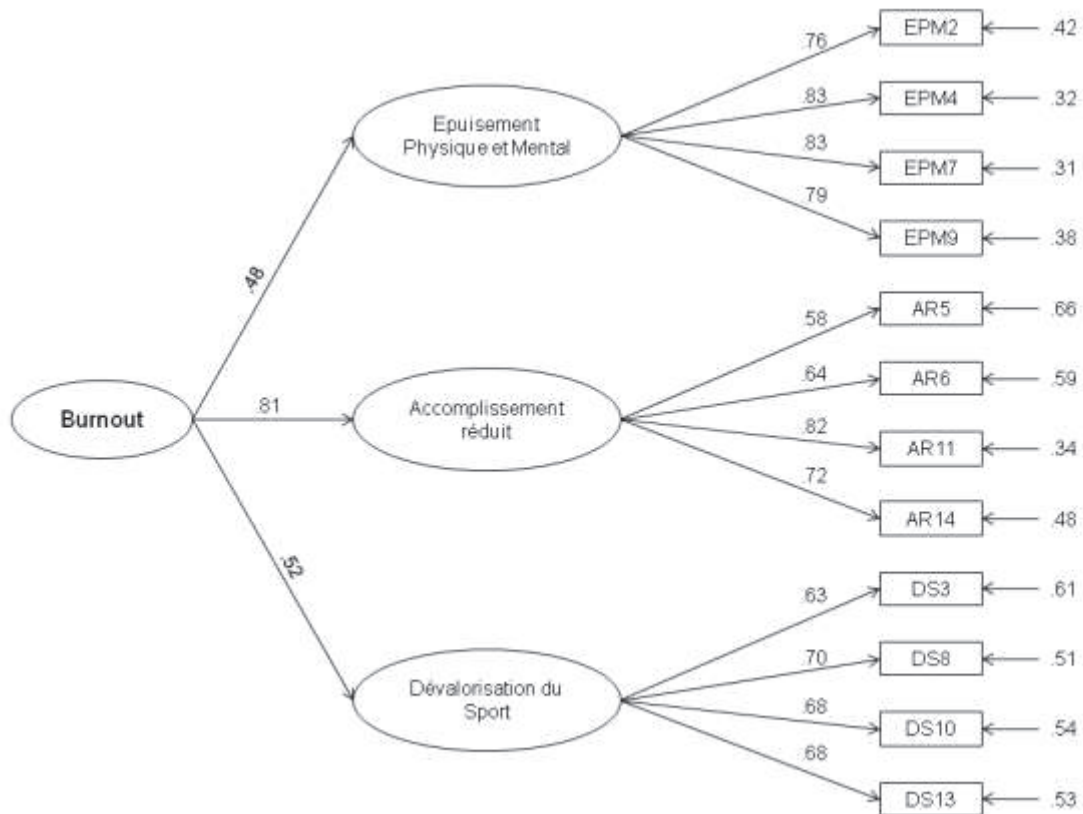 .76
EPM2
.42
.83
EPM4
.32
Epuisement
Physique et Mental
.83
EPM7
.31
.79
EPM9
.38
.48
.58
AR5
.66
.64
AR6
.59
Burnout
.81
Accomplissement
réduit
.82
AR11
.34
.72
AR14
.48
.52
.63
DS3
.61
.70
DS8
.51
Dévalorisation du
Sport
.68
DS10
.54
.68
DS13
.53